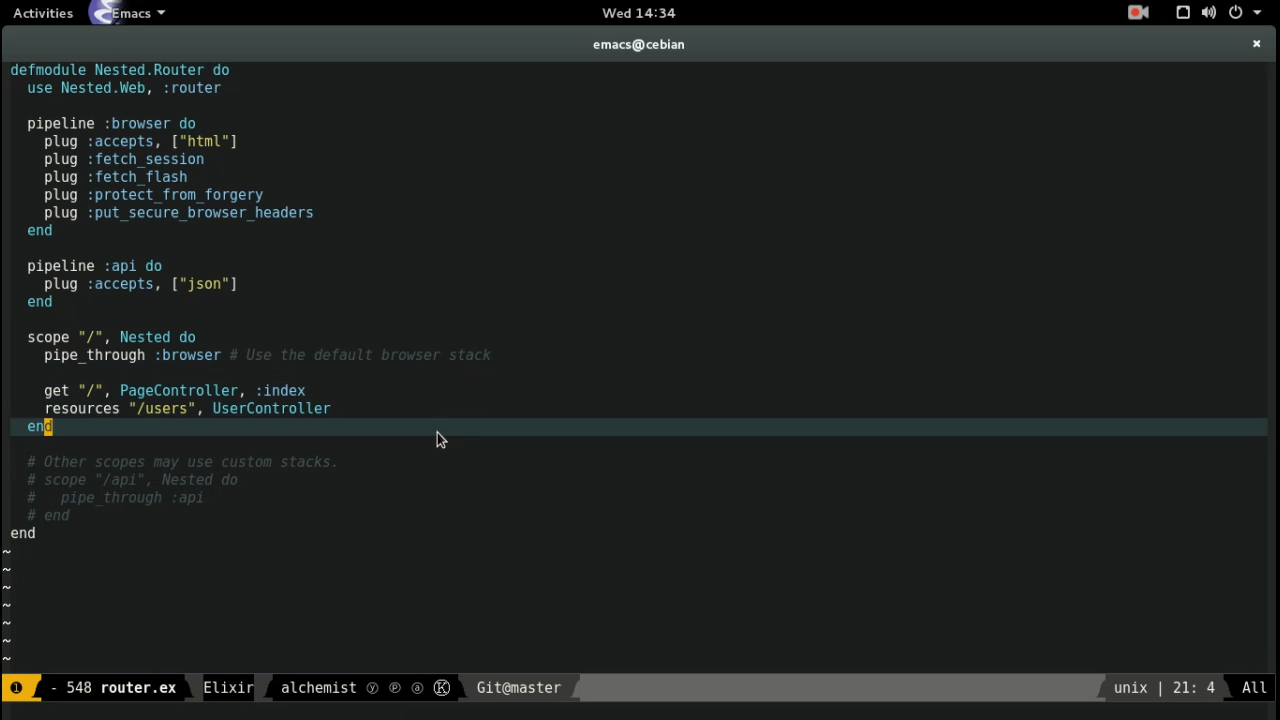 Activities Emacs Wed 14:34
emacs@cebian ×
defmodule Nested.Router do
  use Nested.Web, :router
  pipeline :browser do
    plug :accepts, ["html"]
    plug :fetch_session
    plug :fetch_flash
    plug :protect_from_forgery
    plug :put_secure_browser_headers
  end
  pipeline :api do
    plug :accepts, ["json"]
  end
  scope "/", Nested do
    pipe_through :browser # Use the default browser stack
    get "/", PageController, :index
    resources "/users", UserController
  end
  # Other scopes may use custom stacks.
  # scope "/api", Nested do
  #   pipe_through :api
  # end
end
~
~
~
~
~
~
~
❶ - 548 router.ex Elixir alchemist ⓨ ⓟ ⓐ Ⓚ Git@master unix | 21: 4 All